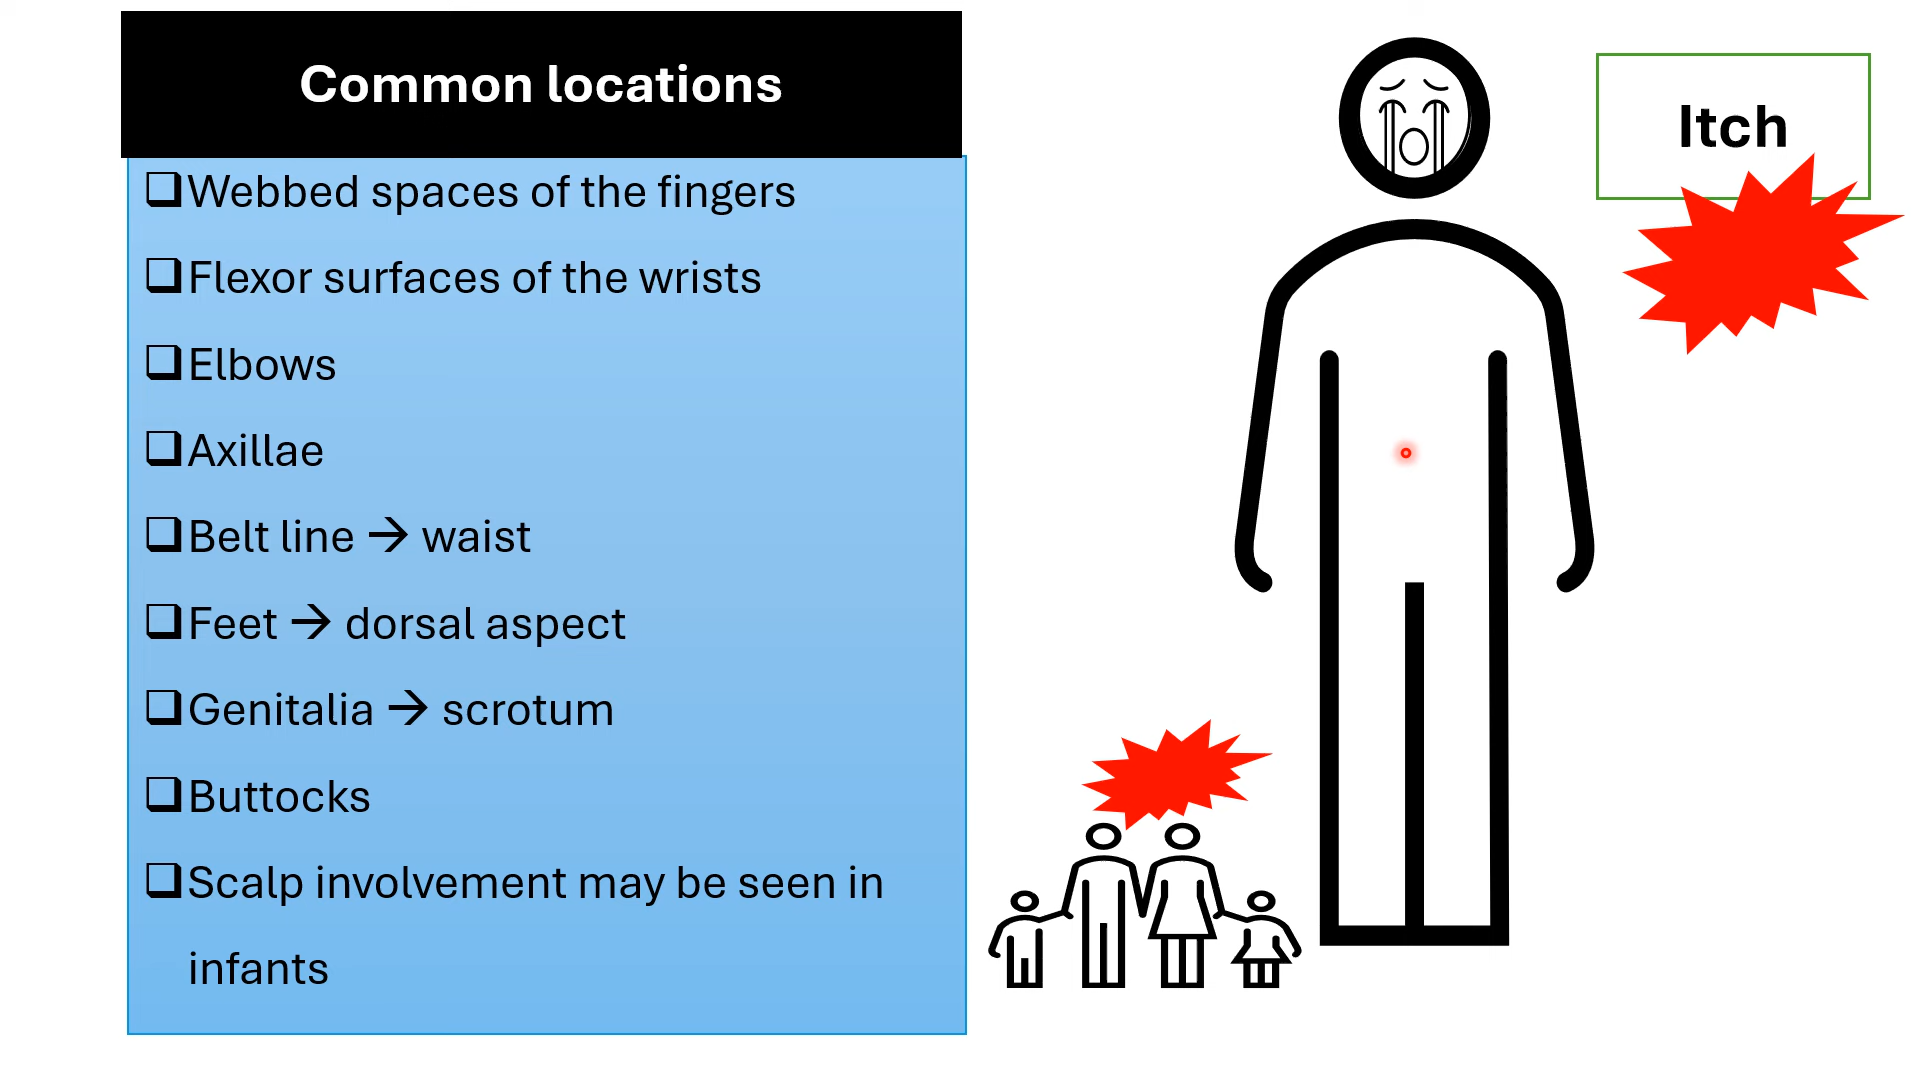 Common locations
❑Webbed spaces of the fingers
❑Flexor surfaces of the wrists
❑Elbows
❑Axillae
❑Belt line → waist
❑Feet → dorsal aspect
❑Genitalia → scrotum
❑Buttocks
❑Scalp involvement may be seen in
infants
Itch